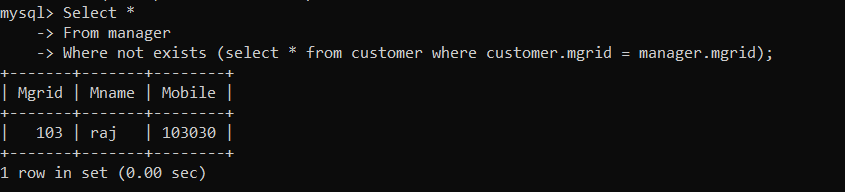 mysql> Select *
    -> From manager
    -> Where not exists (select * from customer where customer.mgrid = manager.mgrid);
+-------+-------+--------+
| Mgrid | Mname | Mobile |
+-------+-------+--------+
|   103 | raj   | 103030 |
+-------+-------+--------+
1 row in set (0.00 sec)